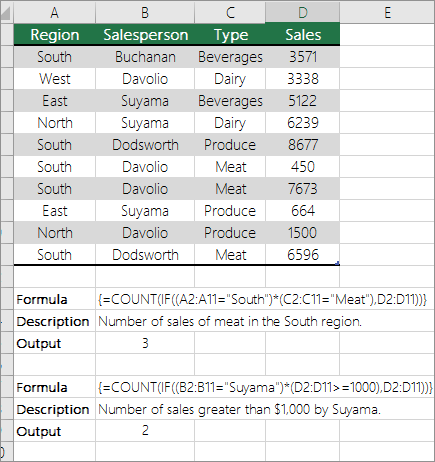 A B C D E
Region Salesperson Type Sales
South Buchanan Beverages 3571
West Davolio Dairy 3338
East Suyama Beverages 5122
North Suyama Dairy 6239
South Dodsworth Produce 8677
South Davolio Meat 450
South Davolio Meat 7673
East Suyama Produce 664
North Davolio Produce 1500
South Dodsworth Meat 6596
Formula {=COUNT(IF((A2:A11="South")*(C2:C11="Meat"),D2:D11))}
Description Number of sales of meat in the South region.
Output 3
Formula {=COUNT(IF((B2:B11="Suyama")*(D2:D11>=1000),D2:D11))}
Description Number of sales greater than $1,000 by Suyama.
Output 2